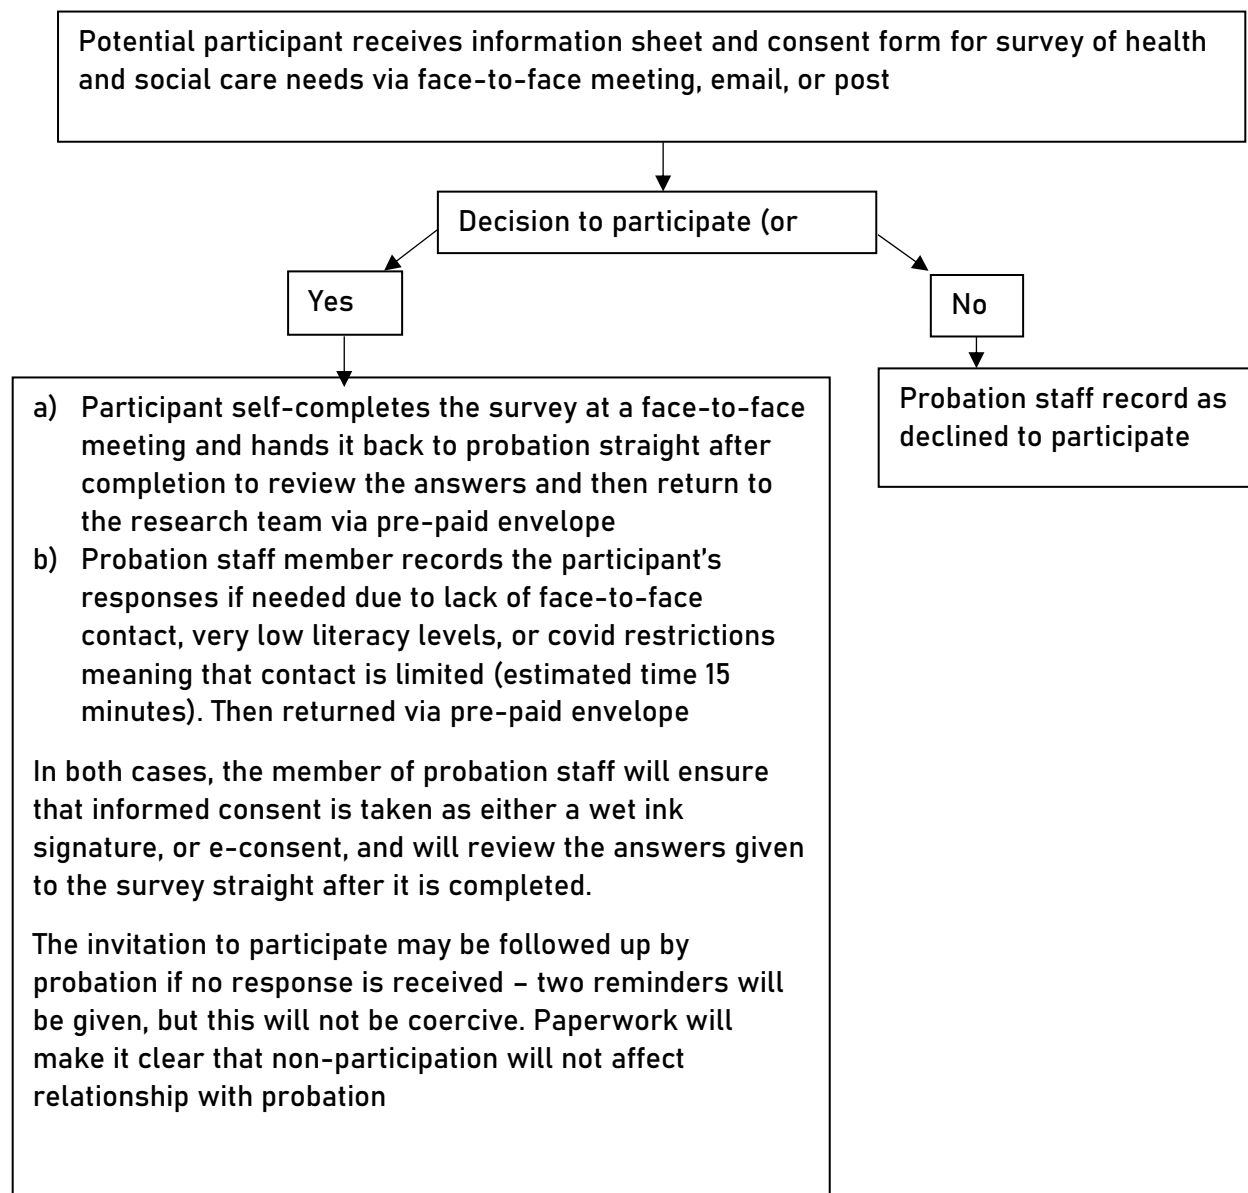 Potential participant receives information sheet and consent form for survey of health
and social care needs via face-to-face meeting, email, or post
Decision to participate (or
Yes
No
a) Participant self-completes the survey at a face-to-face
meeting and hands it back to probation straight after
completion to review the answers and then return to
the research team via pre-paid envelope
b) Probation staff member records the participant’s
responses if needed due to lack of face-to-face
contact, very low literacy levels, or covid restrictions
meaning that contact is limited (estimated time 15
minutes). Then returned via pre-paid envelope
In both cases, the member of probation staff will ensure
that informed consent is taken as either a wet ink
signature, or e-consent, and will review the answers given
to the survey straight after it is completed.
The invitation to participate may be followed up by
probation if no response is received – two reminders will
be given, but this will not be coercive. Paperwork will
make it clear that non-participation will not affect
relationship with probation
Probation staff record as
declined to participate